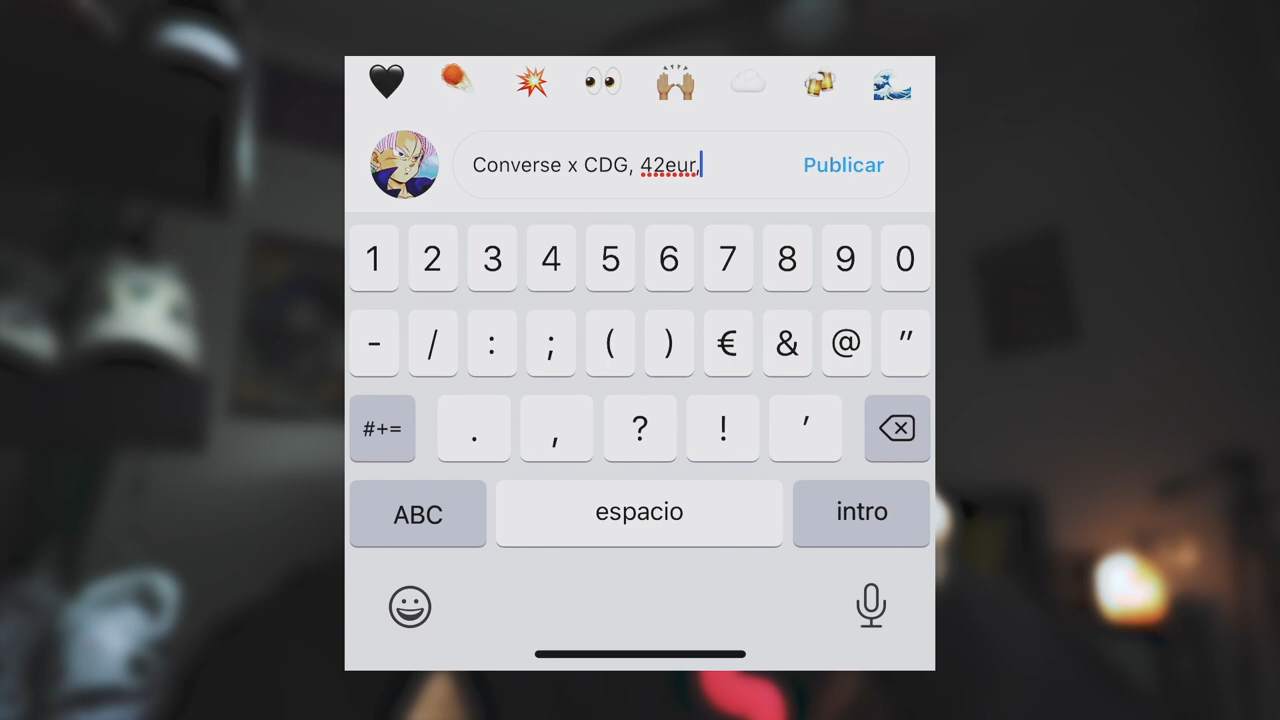 Converse x CDG, 42eur,
Publicar
1 2 3 4 5 6 7 8 9 0
- / : ; ( ) € & @ "
#+= . , ? ! '
ABC espacio intro